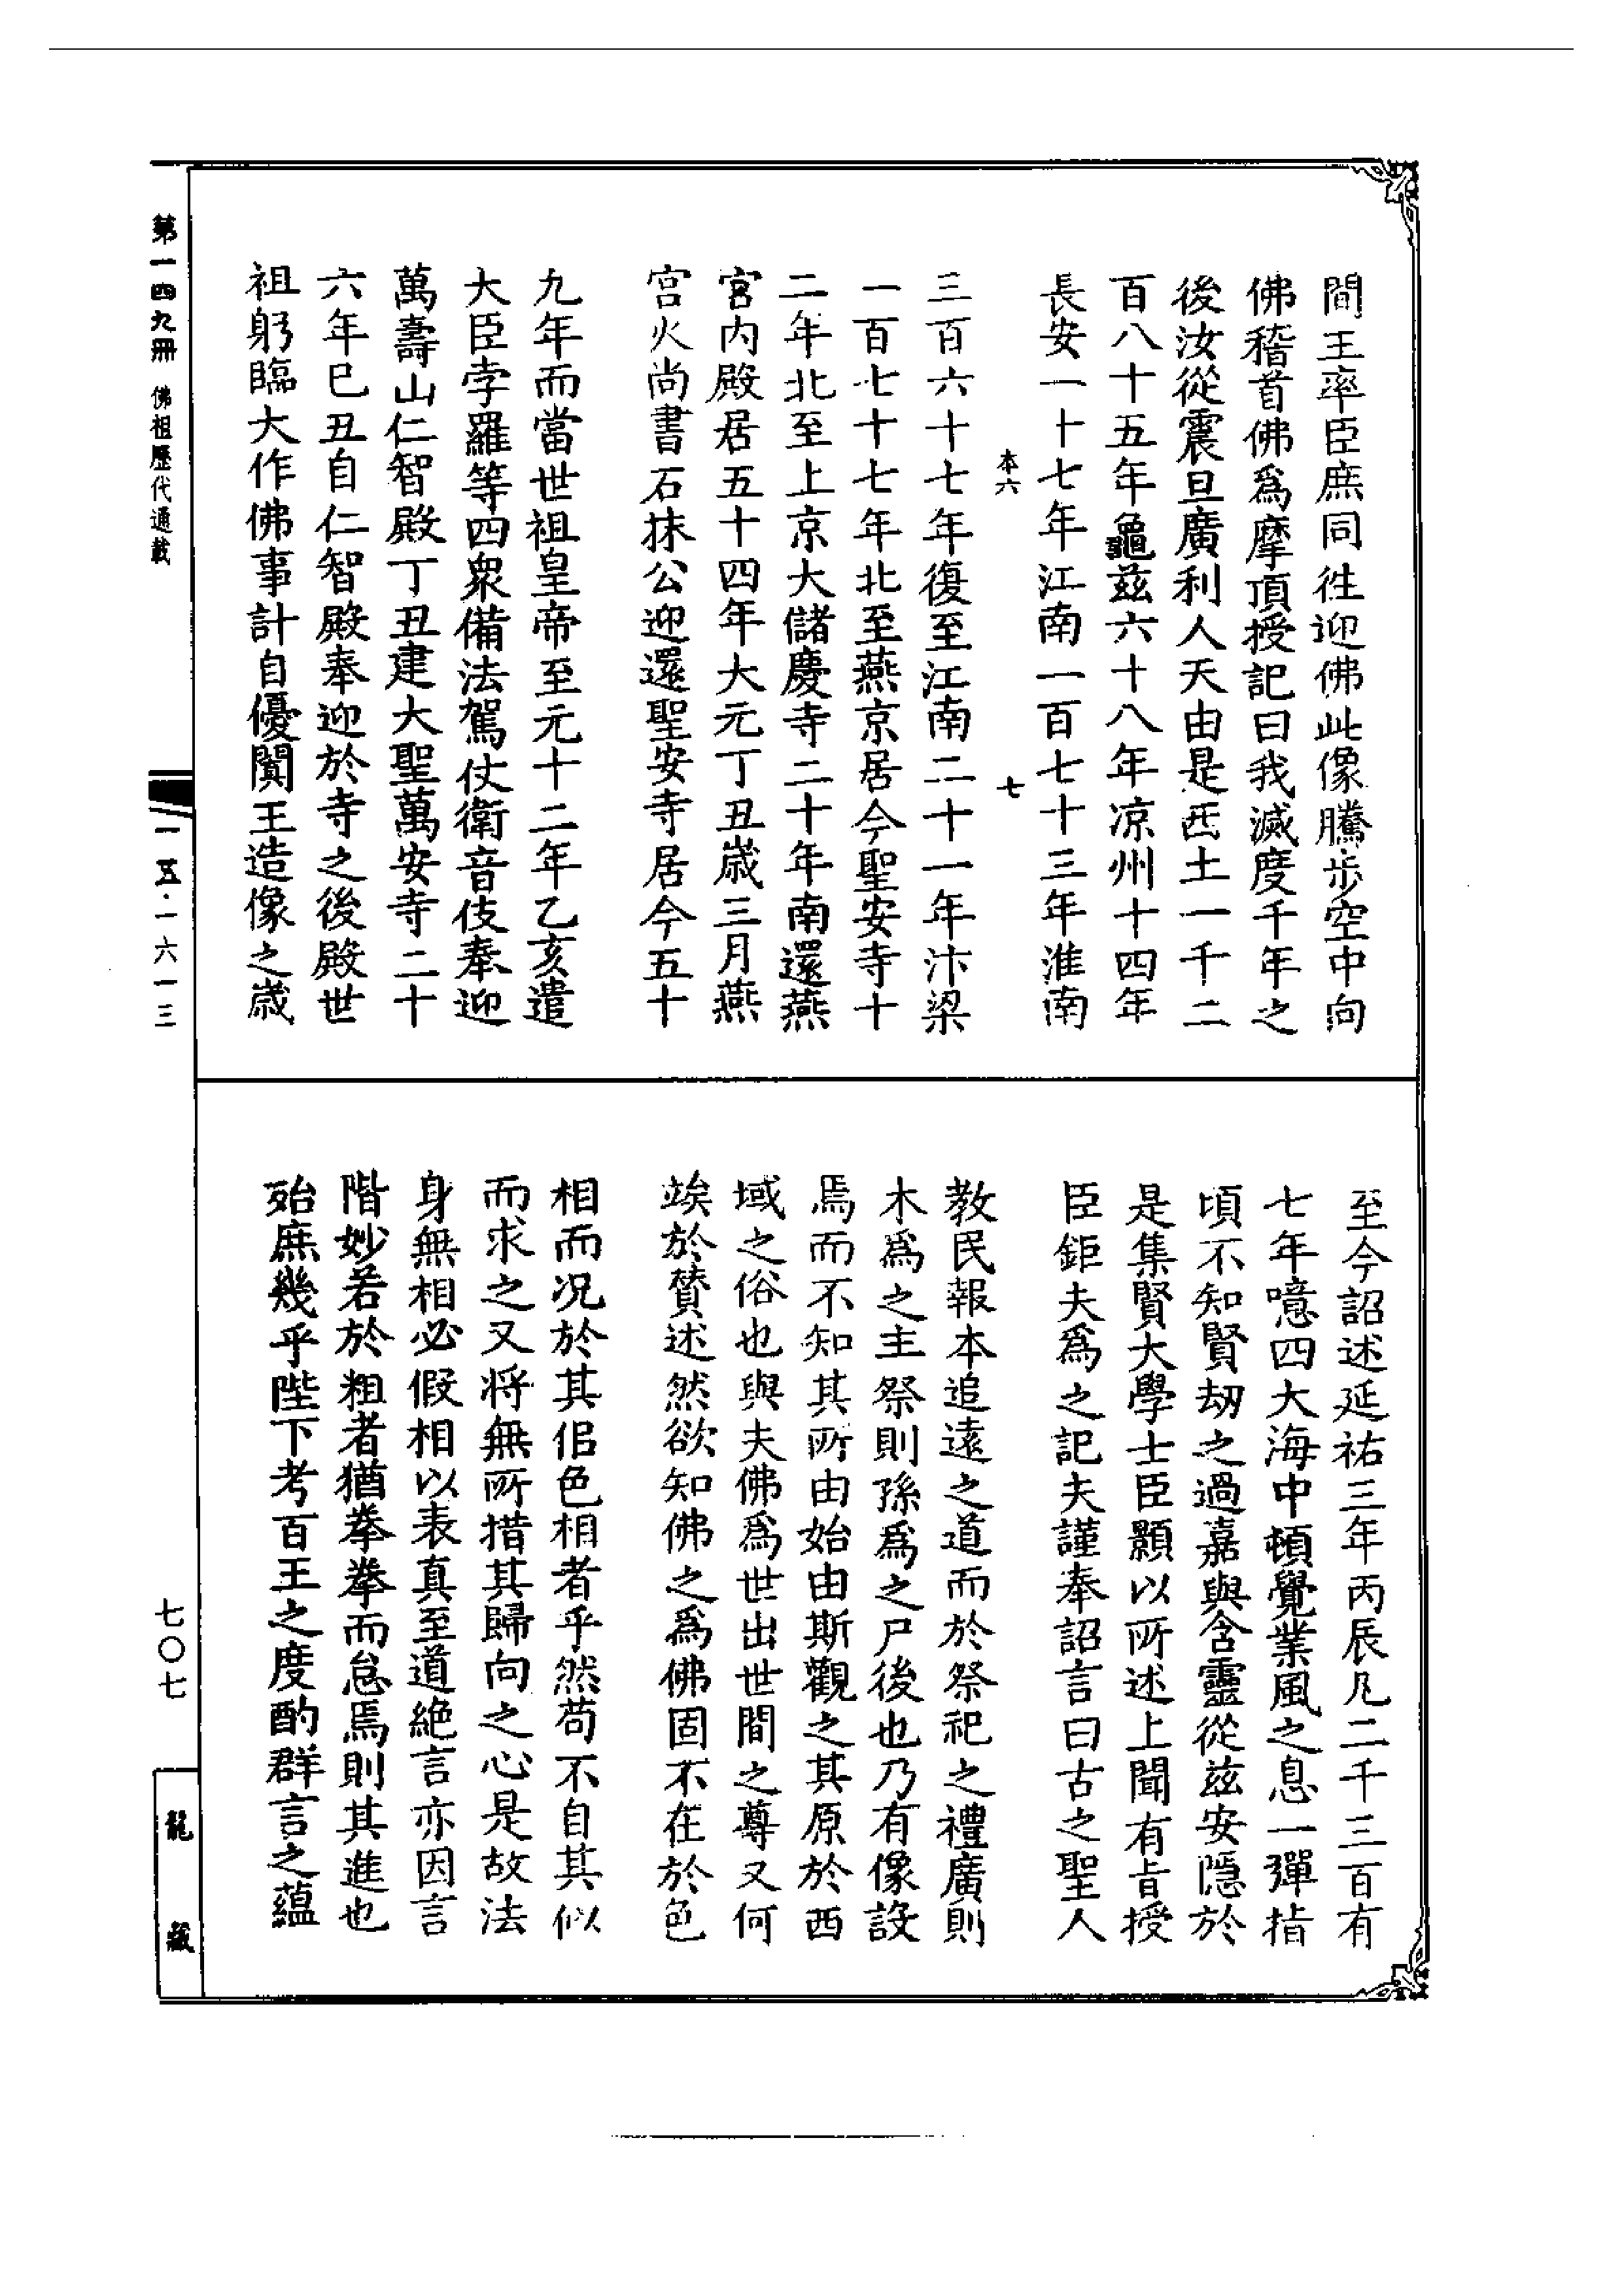 間王率臣庶同往迎佛此像騰步空中向
佛稽首佛爲摩頂授記曰我滅度千年之
後汝從震旦廣利人天由是西土一千二
百八十五年龜茲六十八年凉州十四年
長安一十七年江南一百七十三年淮南
本六 七
三百六十七年復至江南二十一年汴梁
一百七十七年北至燕京居今聖安寺十
二年北至上京大儲慶寺二十年南還燕
宮內殿居五十四年大元丁丑歲三月燕
宮火尚書石抹公迎還聖安寺居今五十
九年而當世祖皇帝至元十二年乙亥遣
大臣孛羅等四衆備法駕仗衛音伎奉迎
萬壽山仁智殿丁丑建大聖萬安寺二十
六年己丑自仁智殿奉迎於寺之後殿世
祖躬臨大作佛事計自優闐王造像之歲
至今詔述延祐三年丙辰凡二千三百有
七年噫四大海中頓覺業風之息一彈指
頃不知賢劫之過嘉與含靈從茲安隱於
是集賢大學士臣顥以所述上聞有旨授
臣鉅夫爲之記夫謹奉詔言曰古之聖人
教民報本追遠之道而於祭祀之禮廣則
木爲之主祭則孫爲之尸後也乃有像設
焉而不知其所由始由斯觀之其原於西
域之俗也與夫佛爲世出世間之尊又何
竢於贊述然欲知佛之爲佛固不在於色
相而况於其佀色相者乎然苟不自其似
而求之又將無所措其歸向之心是故法
身無相必假相以表真至道絶言亦因言
階妙若於粗者猶拳拳而怠焉則其進也
殆庶幾乎陛下考百王之度酌群言之蘊
第一四九冊 佛祖歷代通載
一五·一六一三
七〇七
龍藏